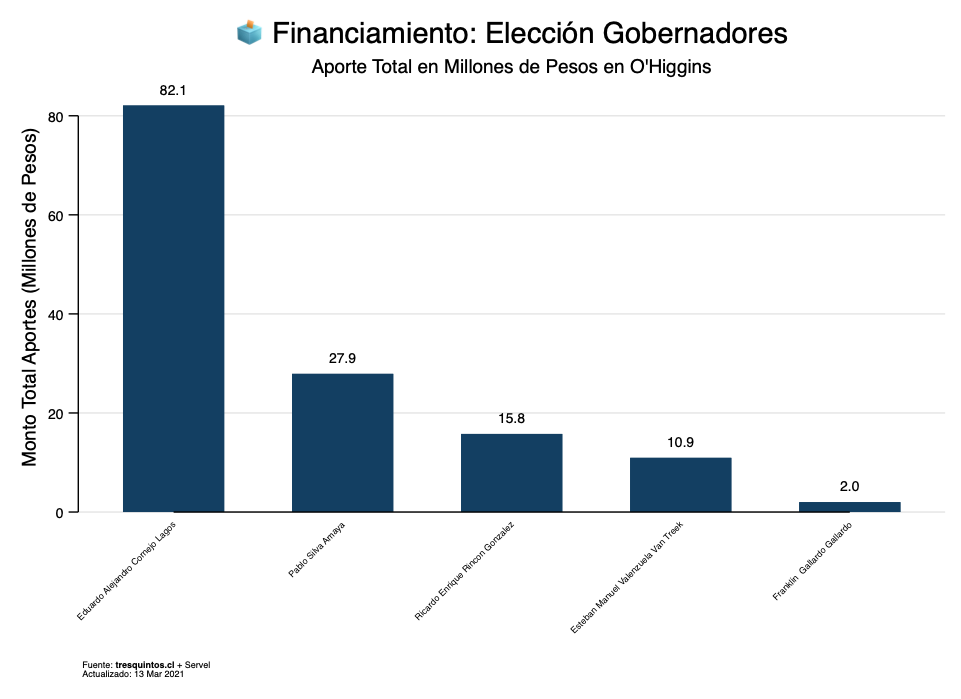 Financiamiento: Elección Gobernadores
Aporte Total en Millones de Pesos en O'Higgins
Monto Total Aportes (Millones de Pesos)
80
60
40
20
0
82.1
27.9
15.8
10.9
2.0
Eduardo Alejandro Cornejo Lagos
Pablo Silva Amaya
Ricardo Enrique Rincon Gonzalez
Esteban Manuel Valenzuela Van Treek
Franklin Gallardo Gallardo
Fuente: tresquintos.cl + Servel
Actualizado: 13 Mar 2021